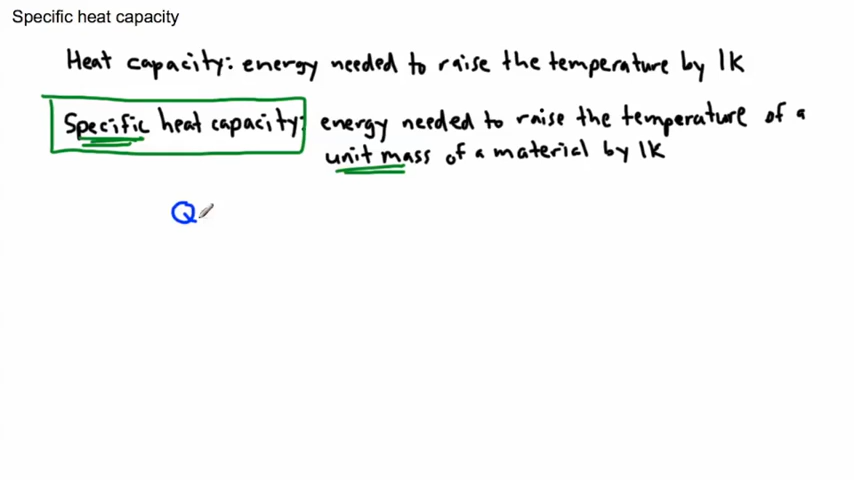 Specific heat capacity
Heat capacity: energy needed to raise the temperature by 1K
Specific heat capacity: energy needed to raise the temperature of a
unit mass of a material by 1K
Q